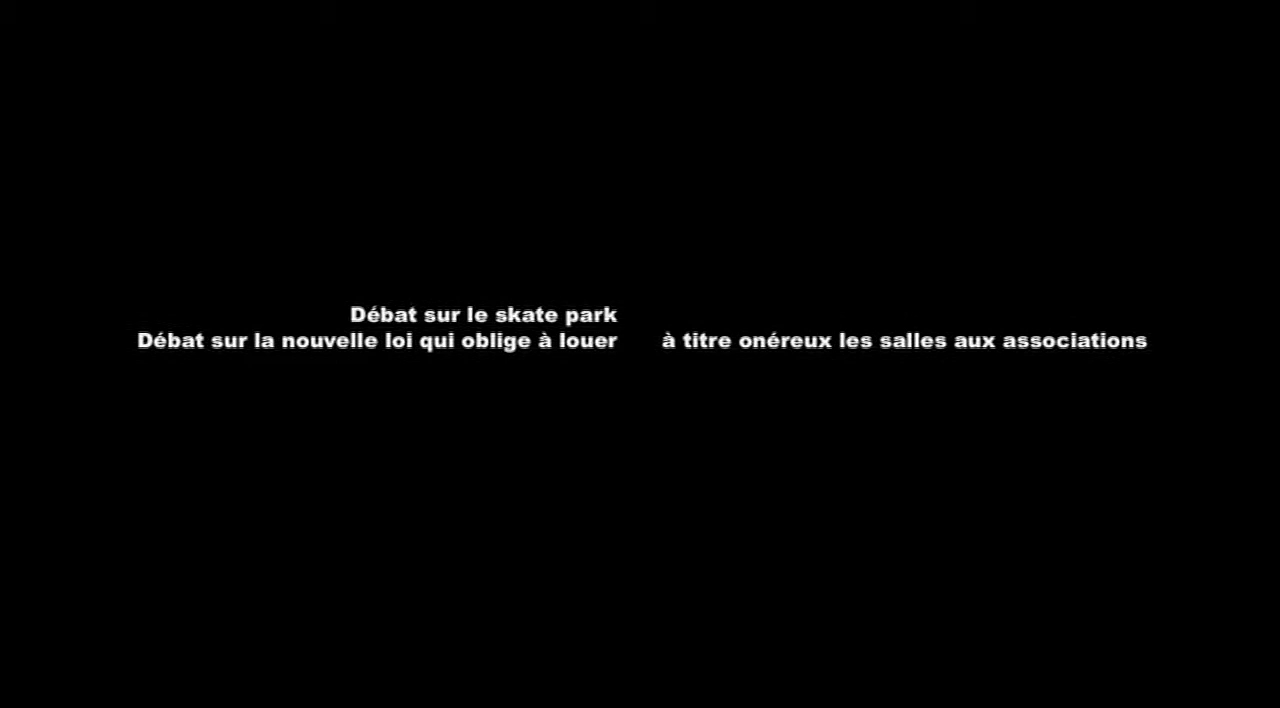 Débat sur le skate park
Débat sur la nouvelle loi qui oblige à louer à titre onéreux les salles aux associations